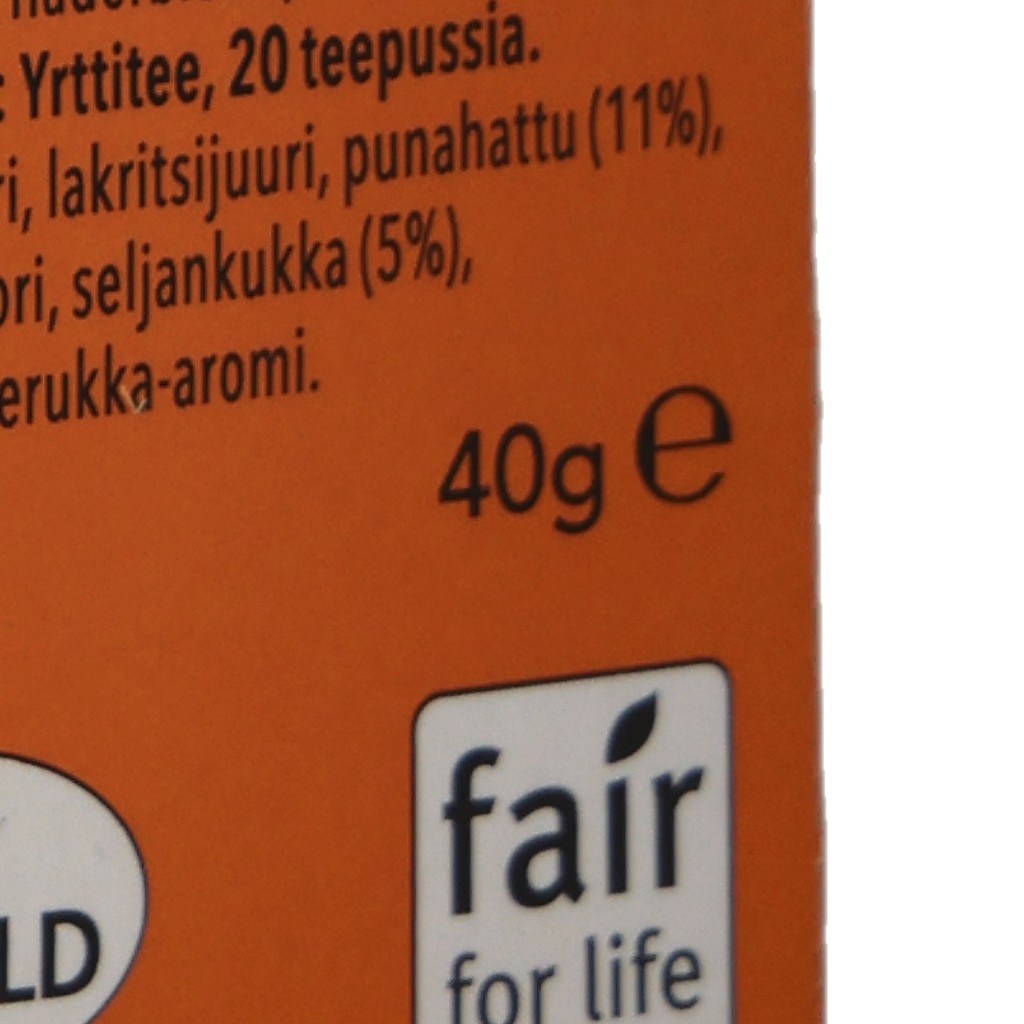 : Yrttitee, 20 teepussia.
ri, lakritsijuuri, punahattu (11%),
ori, seljankukka (5%),
erukka-aromi.
40g e
fair
for life
LD